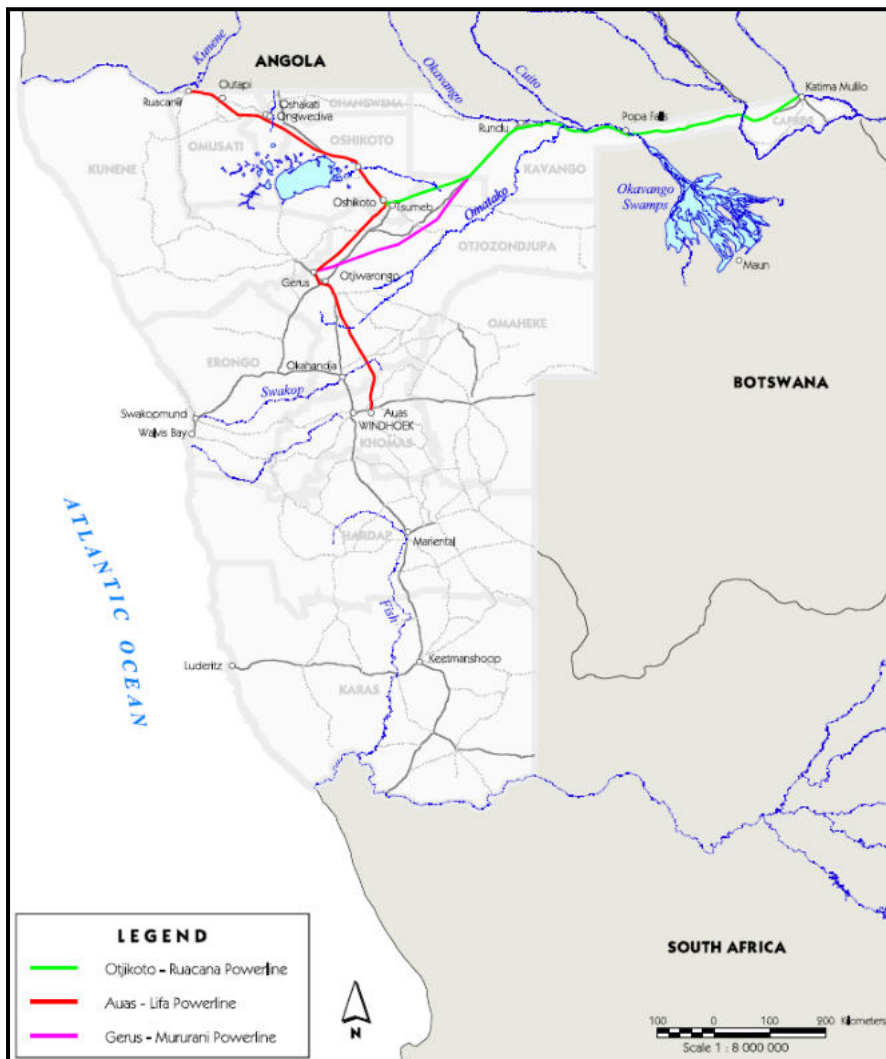 Kunene
ANGOLA
Okavango
Cuito
Katima Mulilo
Outapi
Ruacana
Oshakati
Ongwediva
OHANGWENA
Rundu
Popa Falls
CAPRIVI
OMUSATI
OSHIKOTO
KUNENE
KAVANGO
Oshikoto
Tsumeb
Omatako
Okavango
Swamps
OTJOZONDJUPA
Maun
Gerus
Otjiwarongo
OMAHEKE
ERONGO
Okahandja
Swakop
BOTSWANA
Swakopmund
Walvis Bay
Auas
WINDHOEK
KHOMAS
ATLANTIC OCEAN
HARDAP
Mariental
Fish
Luderitz
Keetmanshoop
KARAS
LEGEND
Otjikoto - Ruacana Powerline
Auas - Lifa Powerline
Gerus - Mururani Powerline
N
SOUTH AFRICA
100 0 100 200 Kilometers
Scale 1 : 8 000 000